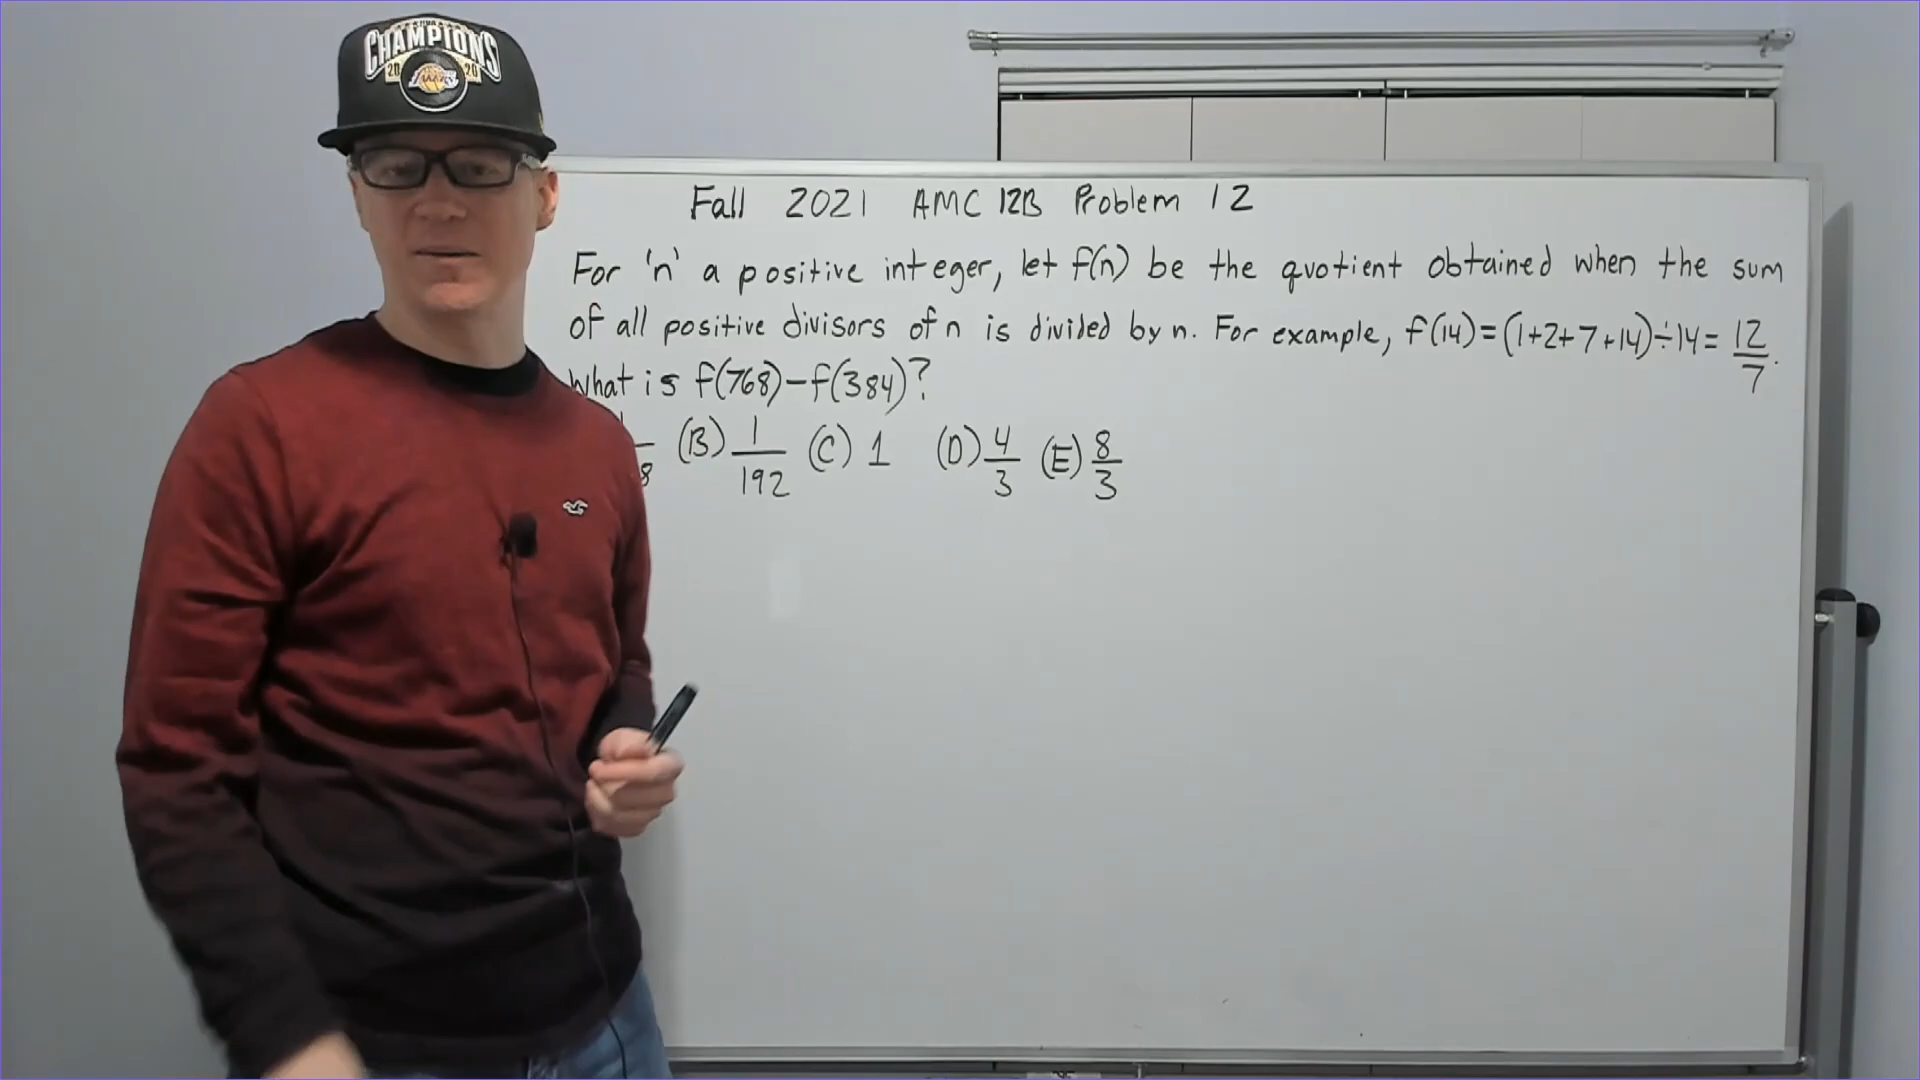 CHAMPIONS
20 20
Fall 2021 AMC 12B Problem 12
For 'n' a positive integer, let f(n) be the quotient obtained when the sum
of all positive divisors of n is divided by n. For example, f(14)=(1+2+7+14)÷14=12/7.
What is f(768)-f(384)?
(B) 1/192 (C) 1 (D) 4/3 (E) 8/3